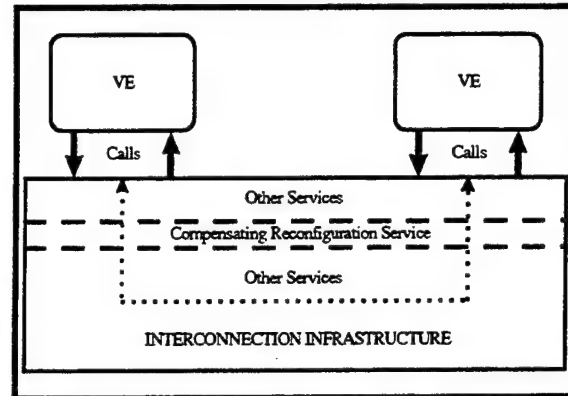 VE
VE
Calls
Calls
Other Services
Compensating Reconfiguration Service
Other Services
INTERCONNECTION INFRASTRUCTURE